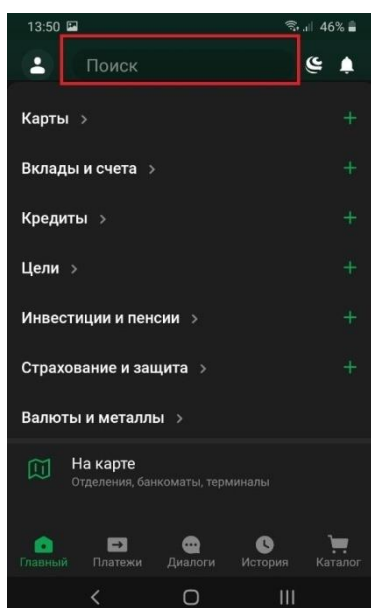 13:50 46%
Поиск
Карты
Вклады и счета
Кредиты
Цели
Инвестиции и пенсии
Страхование и защита
Валюты и металлы
На карте
Отделения, банкоматы, терминалы
Главный Платежи Диалоги История Каталог